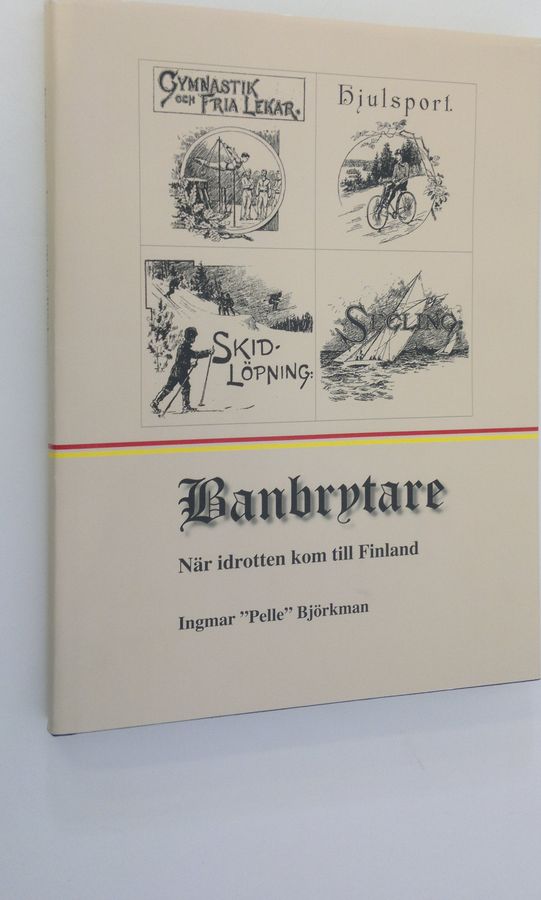 GYMNASTIK
OCH FRIA LEKAR.
Hjulsport.
SKID-
LÖPNING:
SEGLING.
Banbrytare
När idrotten kom till Finland
Ingmar ”Pelle” Björkman